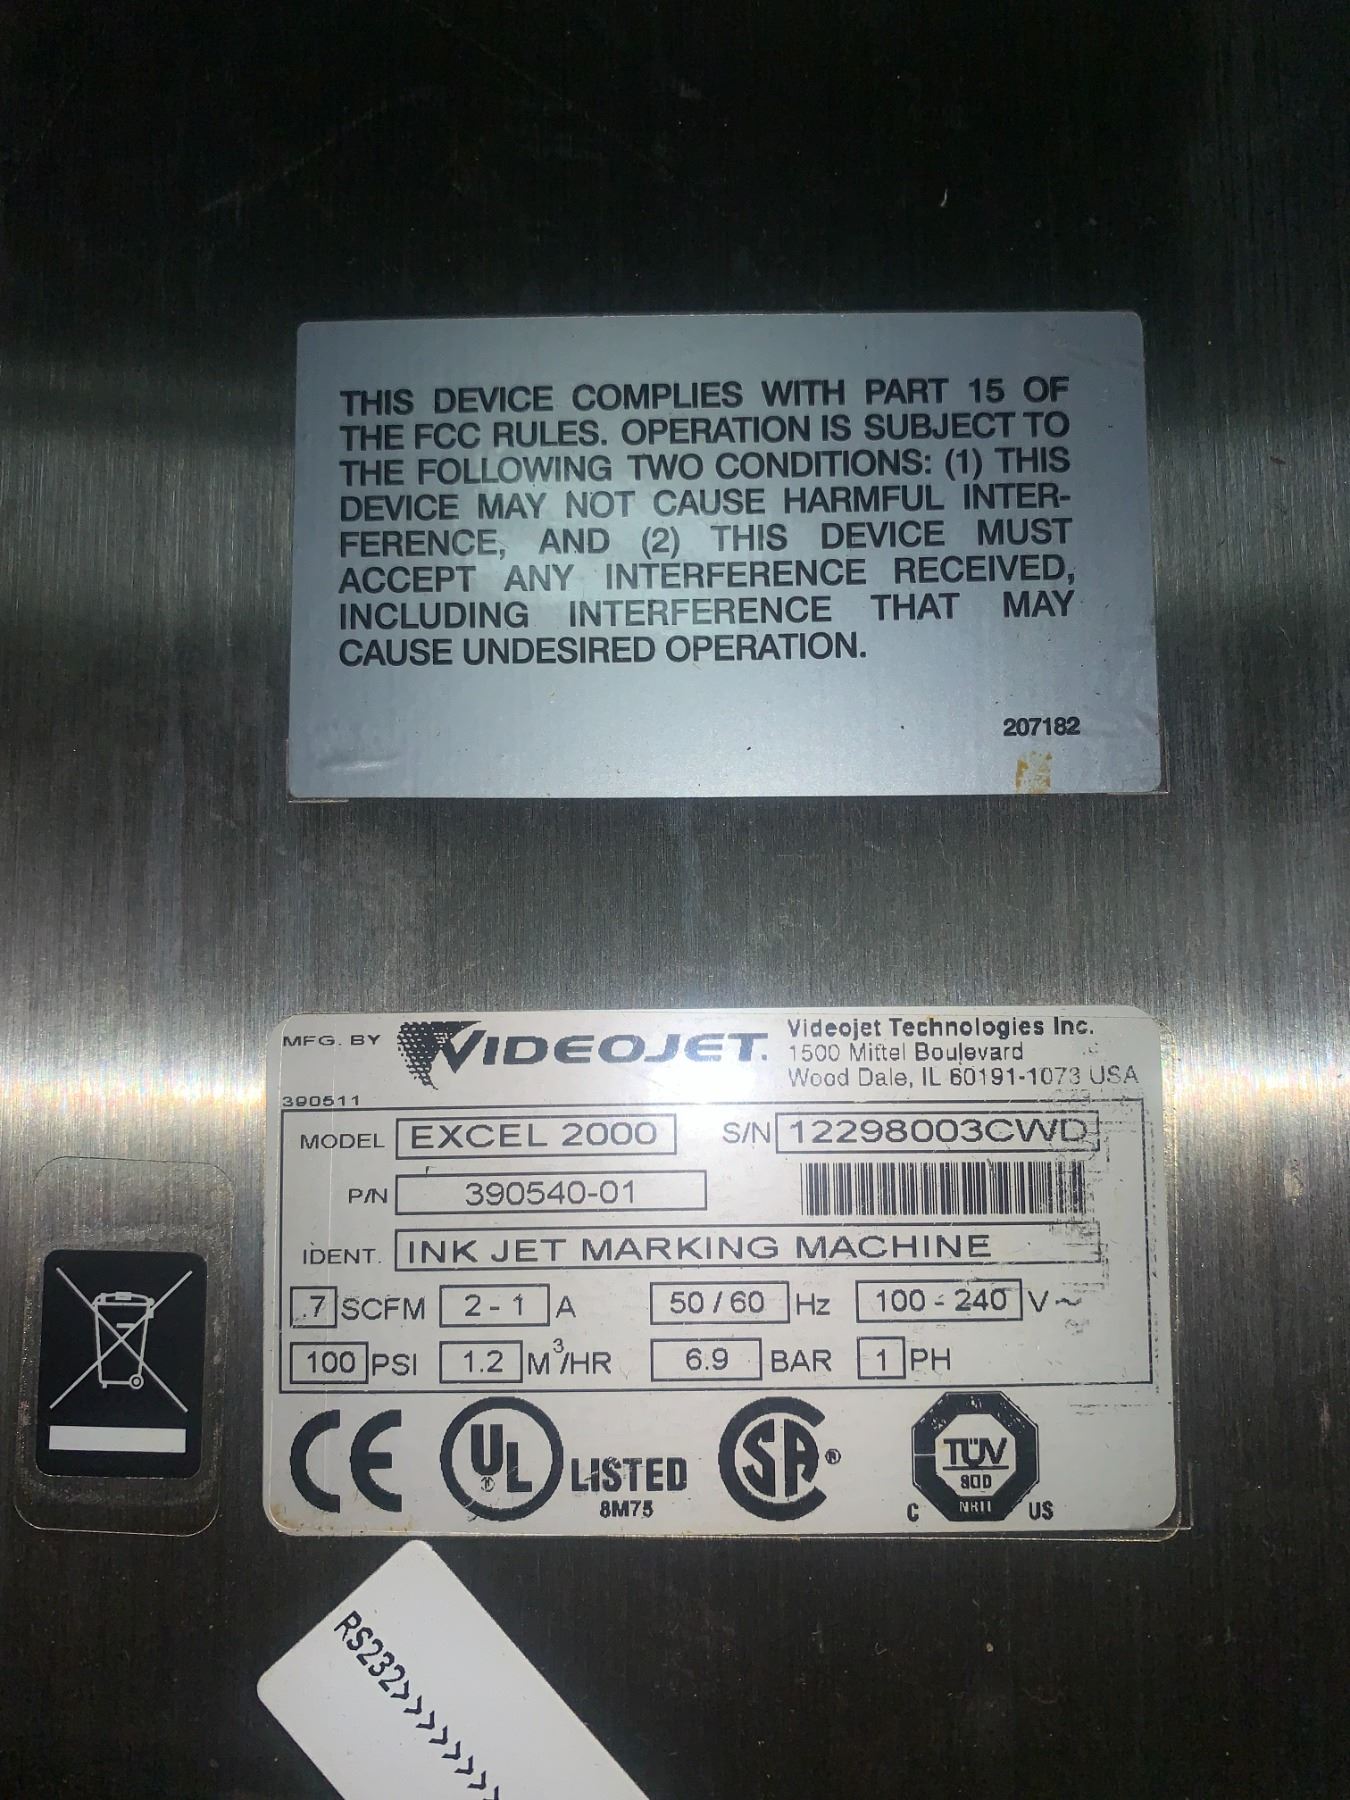 THIS DEVICE COMPLIES WITH PART 15 OF
THE FCC RULES. OPERATION IS SUBJECT TO
THE FOLLOWING TWO CONDITIONS: (1) THIS
DEVICE MAY NOT CAUSE HARMFUL INTER-
FERENCE, AND (2) THIS DEVICE MUST
ACCEPT ANY INTERFERENCE RECEIVED,
INCLUDING INTERFERENCE THAT MAY
CAUSE UNDESIRED OPERATION.
207182
MFG. BY VIDEOJET. Videojet Technologies Inc.
1500 Mittel Boulevard
Wood Dale, IL 60191-1073 USA
390511
MODEL EXCEL 2000 S/N 12298003CWD
P/N 390540-01
IDENT. INK JET MARKING MACHINE
.7 SCFM 2 - 1 A 50 / 60 Hz 100 - 240 V~
100 PSI 1.2 M³/HR 6.9 BAR 1 PH
CE UL ® LISTED SA ® TÜV
8M75
C NRTL US
RS232>>>>>>>>>